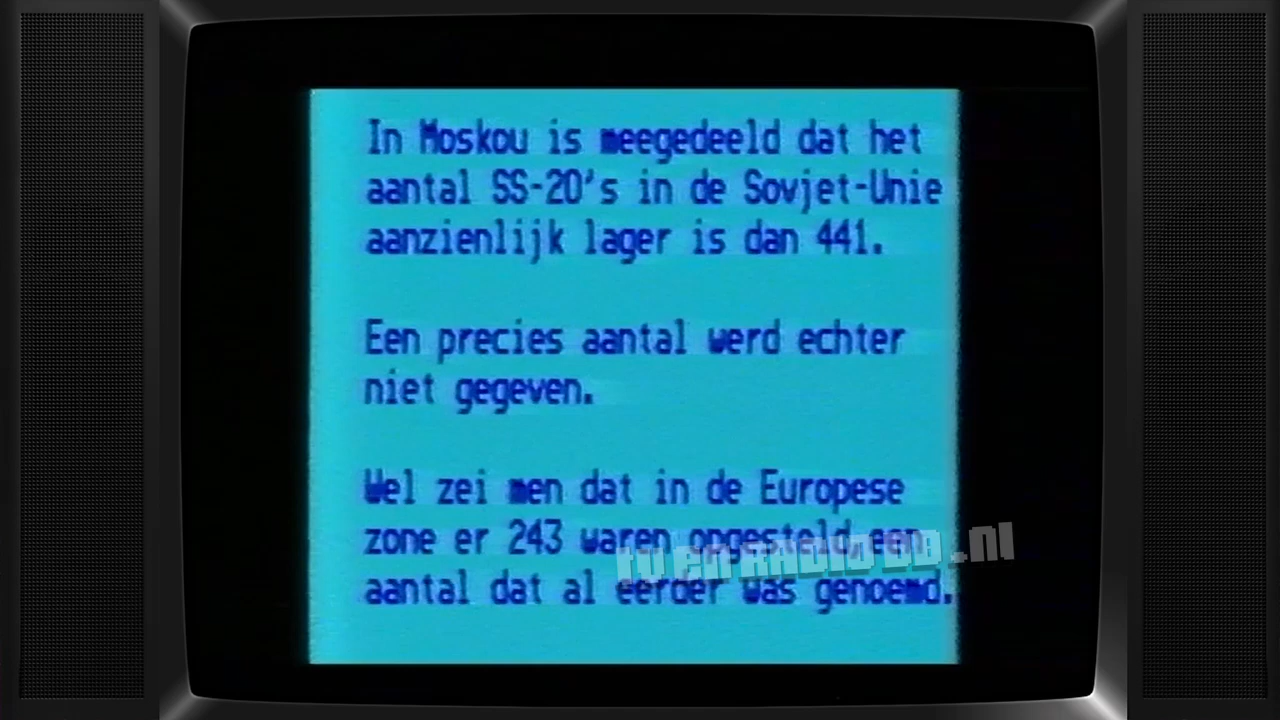 In Moskou is meegedeeld dat het
aantal SS-20's in de Sovjet-Unie
aanzienlijk lager is dan 441.
Een precies aantal werd echter
niet gegeven.
Wel zei men dat in de Europese
zone er 243 waren opgesteld,een
aantal dat al eerder was genoemd.
tvenradiodb.nl